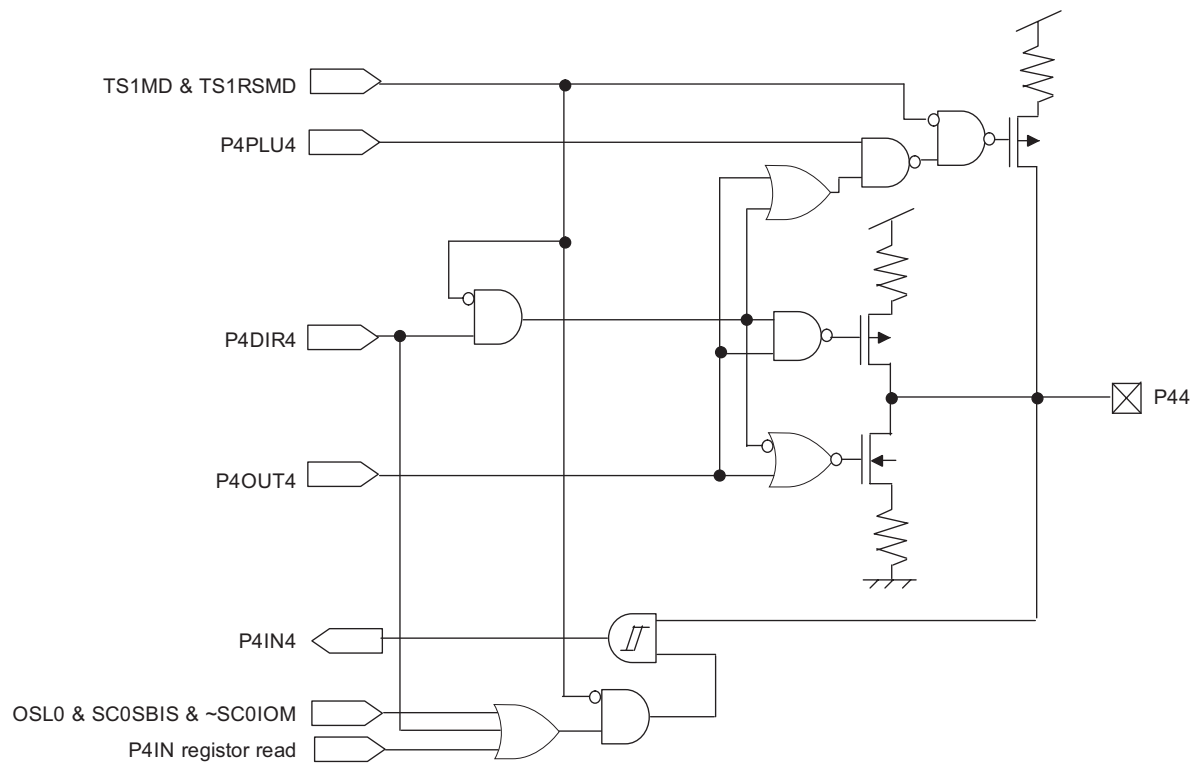 TS1MD & TS1RSMD
P4PLU4
P4DIR4
P44
P4OUT4
P4IN4
OSL0 & SC0SBIS & ~SC0IOM
P4IN registor read